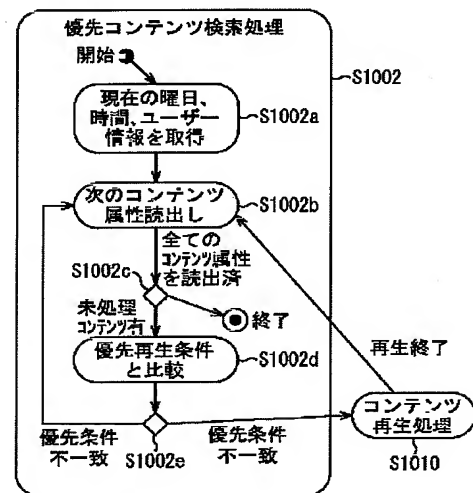 優先コンテンツ検索処理
開始
S1002
現在の曜日、
時間、ユーザー
情報を取得
S1002a
次のコンテンツ
属性読出し
S1002b
全ての
コンテンツ属性
を読出済
S1002c
未処理
コンテンツ有
終了
優先再生条件
と比較
S1002d
再生終了
コンテンツ
再生処理
S1010
優先条件
不一致
S1002e
優先条件
不一致